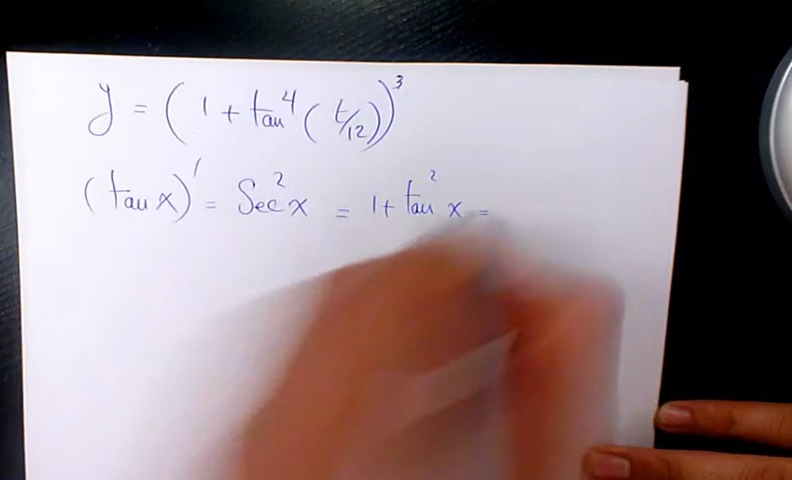 y = (1 + tan⁴(t/12))³
(tan x)' = Sec²x = 1 + tan²x =